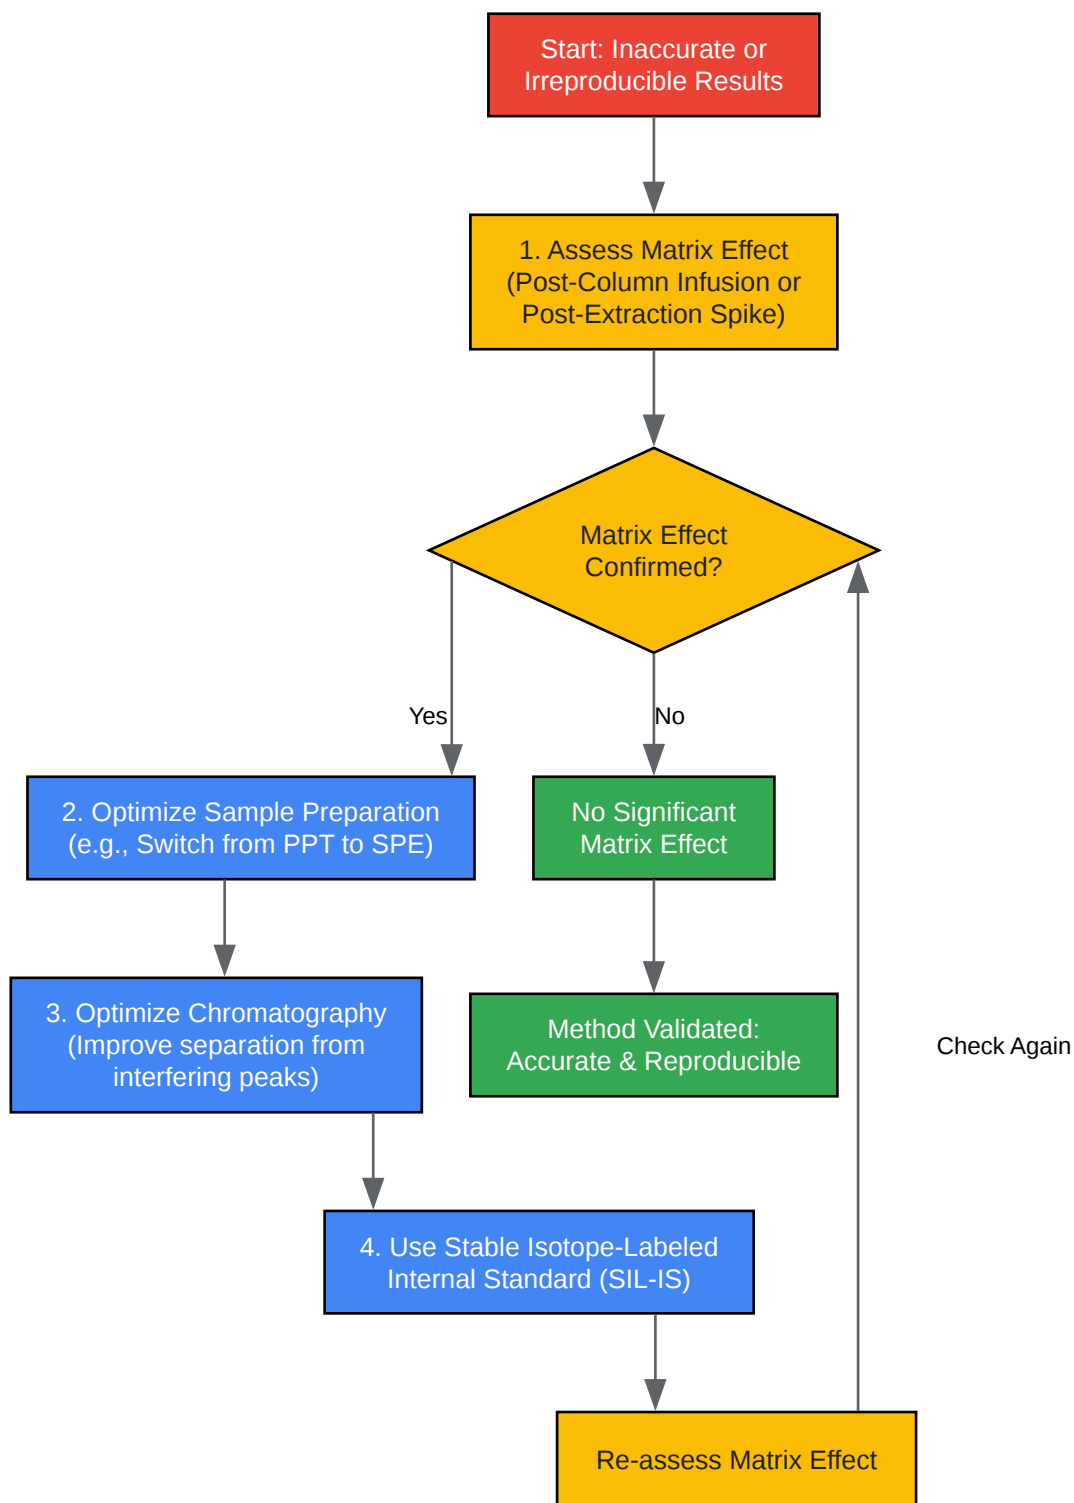 Start: Inaccurate or
Irreproducible Results
1. Assess Matrix Effect
(Post-Column Infusion or
Post-Extraction Spike)
Matrix Effect
Confirmed?
Yes
No
2. Optimize Sample Preparation
(e.g., Switch from PPT to SPE)
No Significant
Matrix Effect
3. Optimize Chromatography
(Improve separation from
interfering peaks)
Method Validated:
Accurate & Reproducible
Check Again
4. Use Stable Isotope-Labeled
Internal Standard (SIL-IS)
Re-assess Matrix Effect